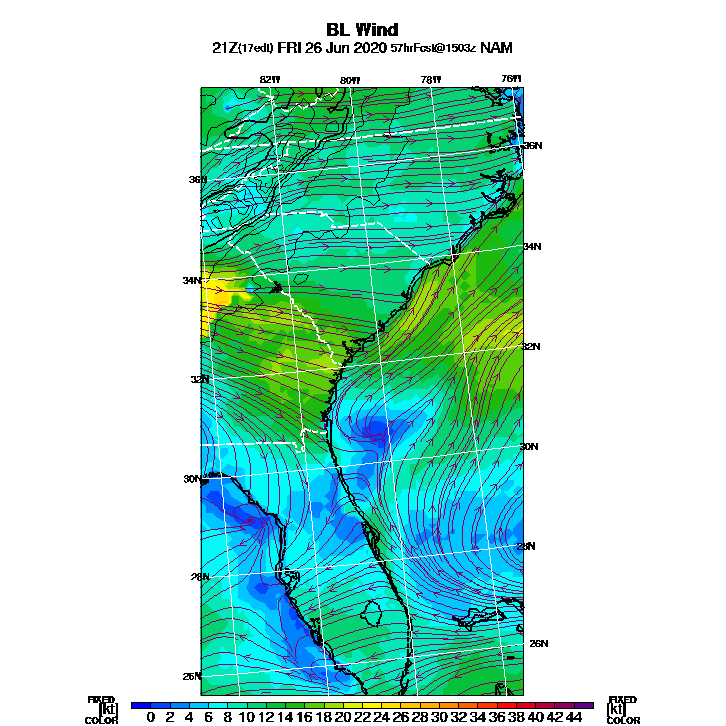 BL Wind
21Z(17edt) FRI 26 Jun 2020 57hrFcst@1503z NAM
82W 80W 78W 76W
36N
36N
34N
34N
32N
32N
30N
30N
28N
28N
26N
26N
FIXED FIXED
[kt] 0 2 4 6 8 10 12 14 16 18 20 22 24 26 28 30 32 34 36 38 40 42 44 [kt]
COLOR COLOR